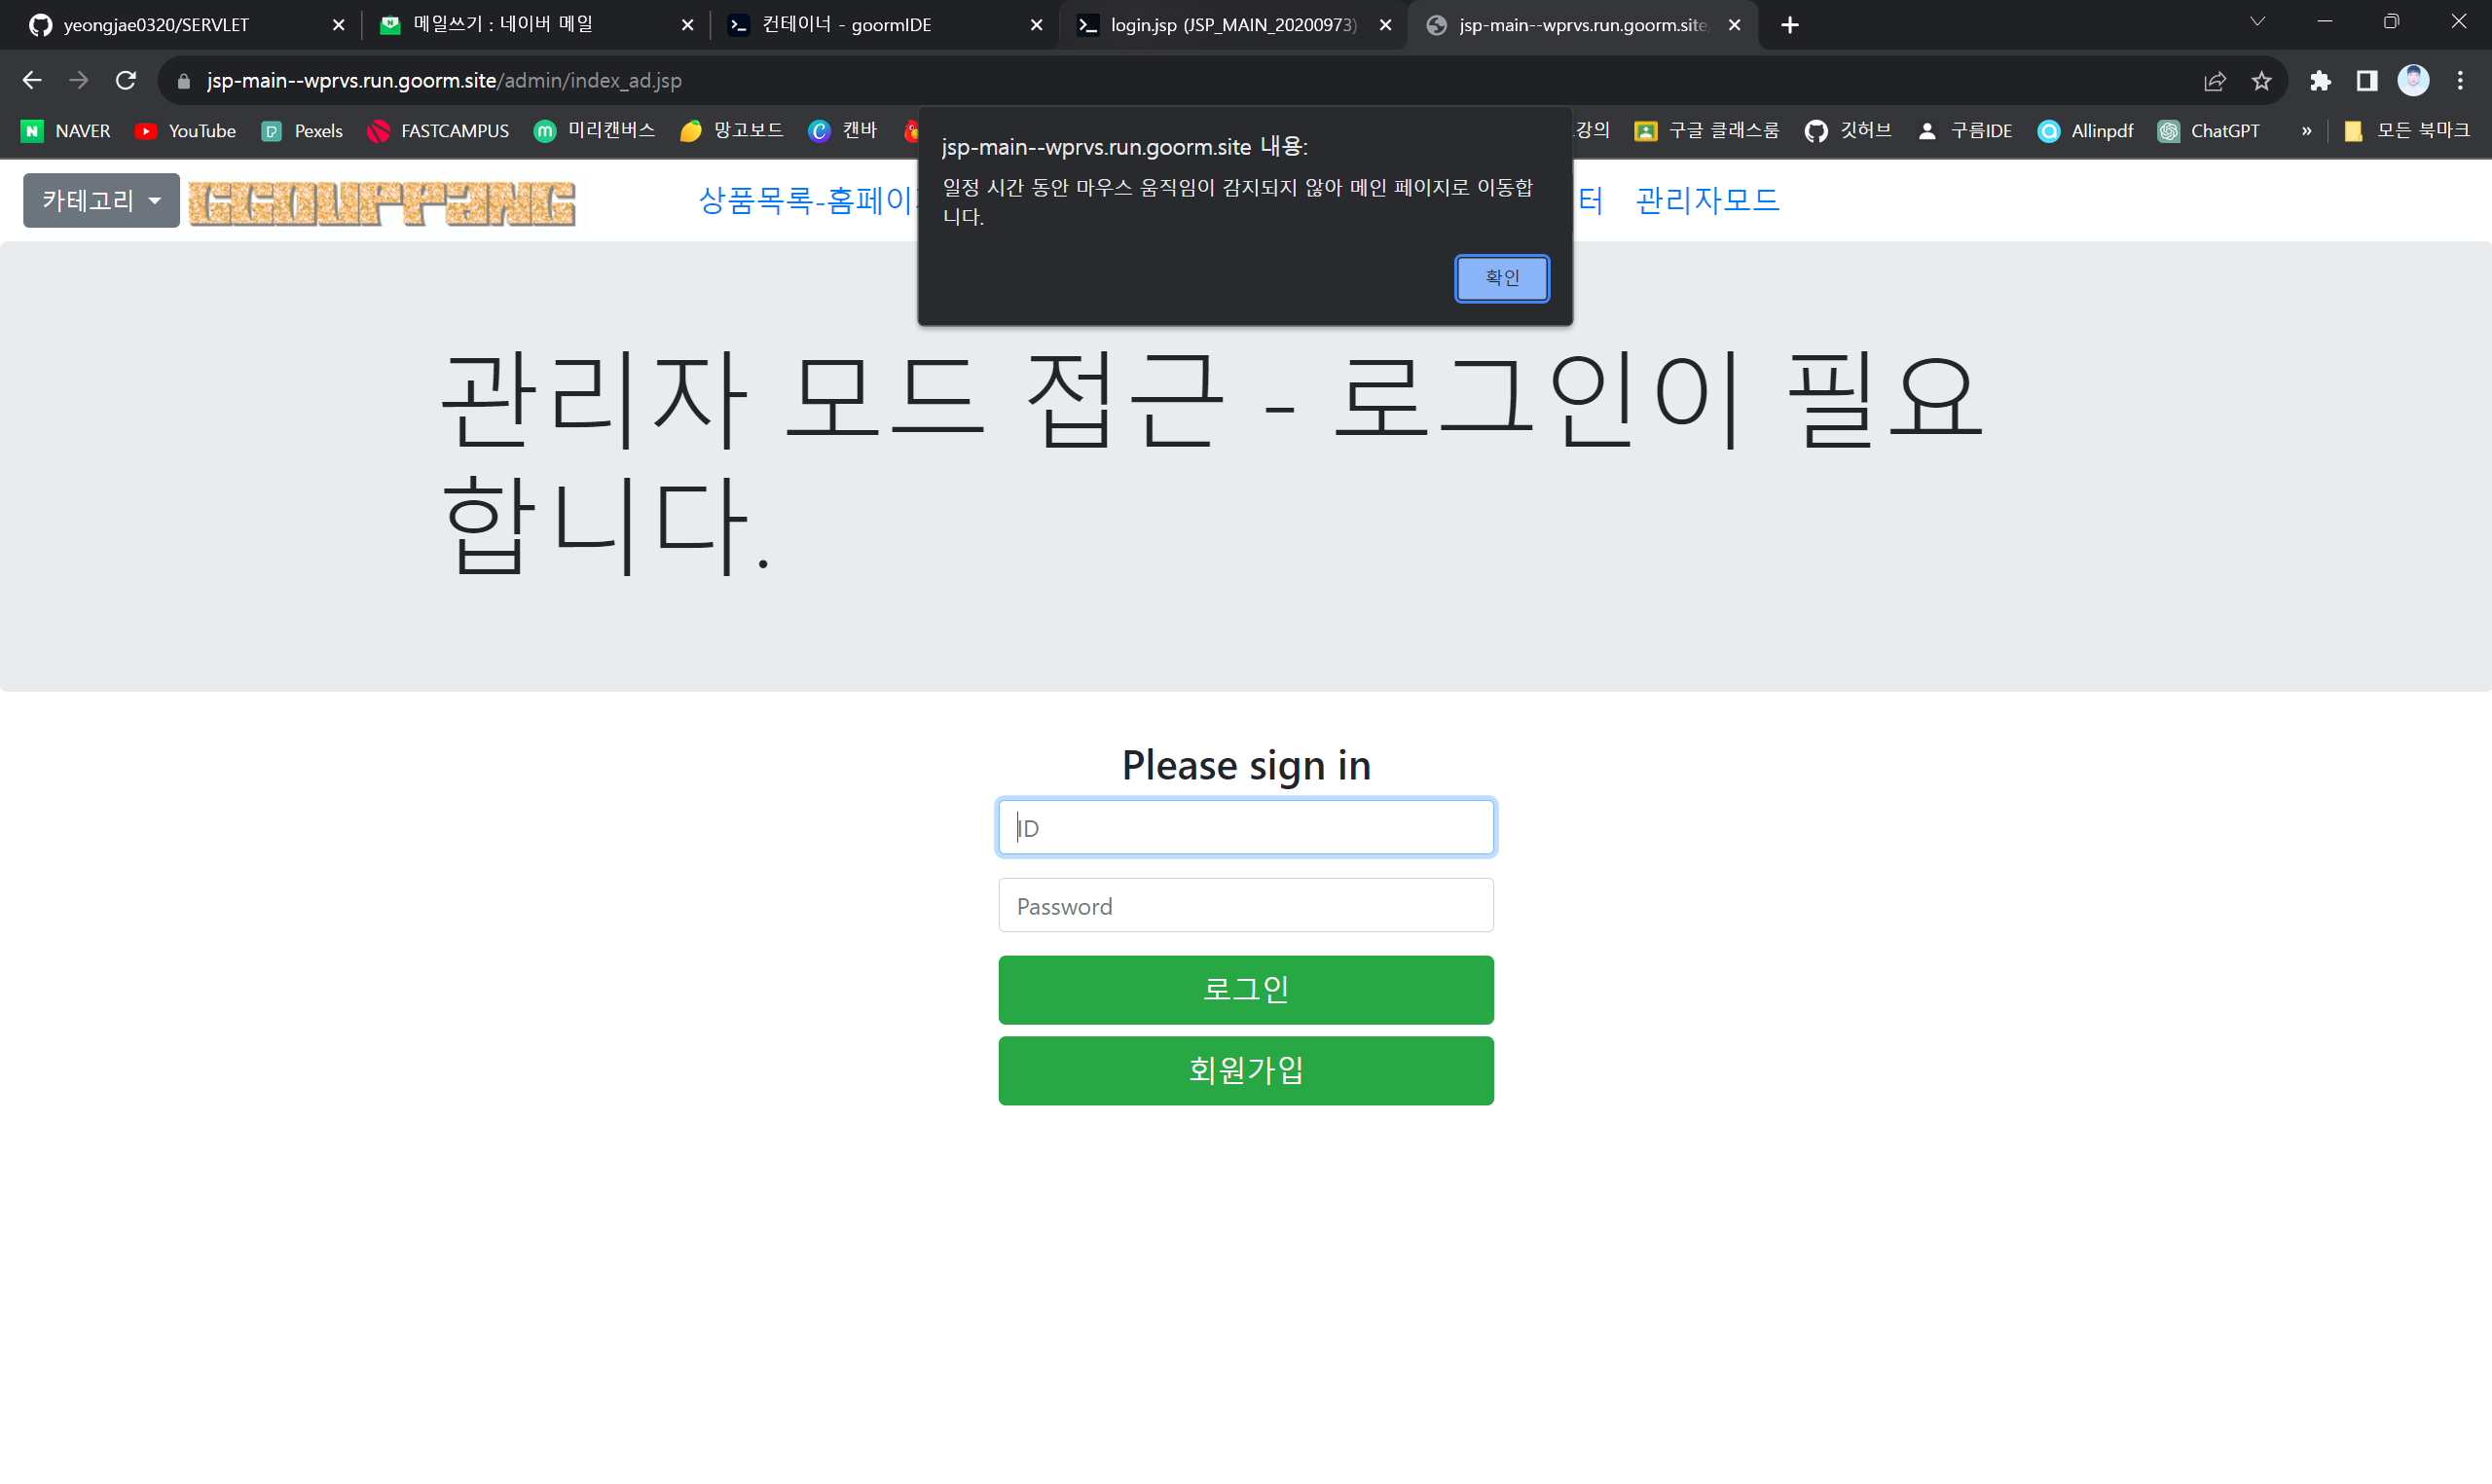 yeongjae0320/SERVLET
메일쓰기 : 네이버 메일
컨테이너 - goormIDE
login.jsp (JSP_MAIN_20200973)
jsp-main--wprvs.run.goorm.site
jsp-main--wprvs.run.goorm.site/admin/index_ad.jsp
NAVER
YouTube
Pexels
FASTCAMPUS
미리캔버스
망고보드
캔바
강의
구글 클래스룸
깃허브
구름IDE
Allinpdf
ChatGPT
»
모든 북마크
jsp-main--wprvs.run.goorm.site 내용:
일정 시간 동안 마우스 움직임이 감지되지 않아 메인 페이지로 이동합
니다.
확인
카테고리
GGOUPPANG
상품목록-홈페이
터
관리자모드
관리자 모드 접근 - 로그인이 필요
합니다.
Please sign in
ID
Password
로그인
회원가입